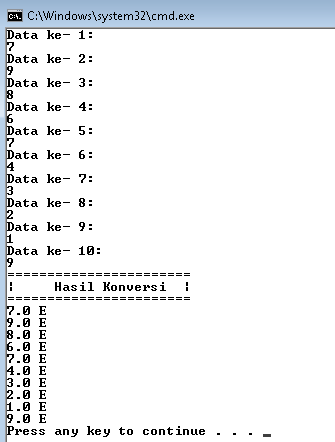 C:\Windows\system32\cmd.exe
Data ke- 1:
7
Data ke- 2:
9
Data ke- 3:
8
Data ke- 4:
6
Data ke- 5:
7
Data ke- 6:
4
Data ke- 7:
3
Data ke- 8:
2
Data ke- 9:
1
Data ke- 10:
9
=======================
¦     Hasil Konversi  ¦
=======================
7.0 E
9.0 E
8.0 E
6.0 E
7.0 E
4.0 E
3.0 E
2.0 E
1.0 E
9.0 E
Press any key to continue . . . _